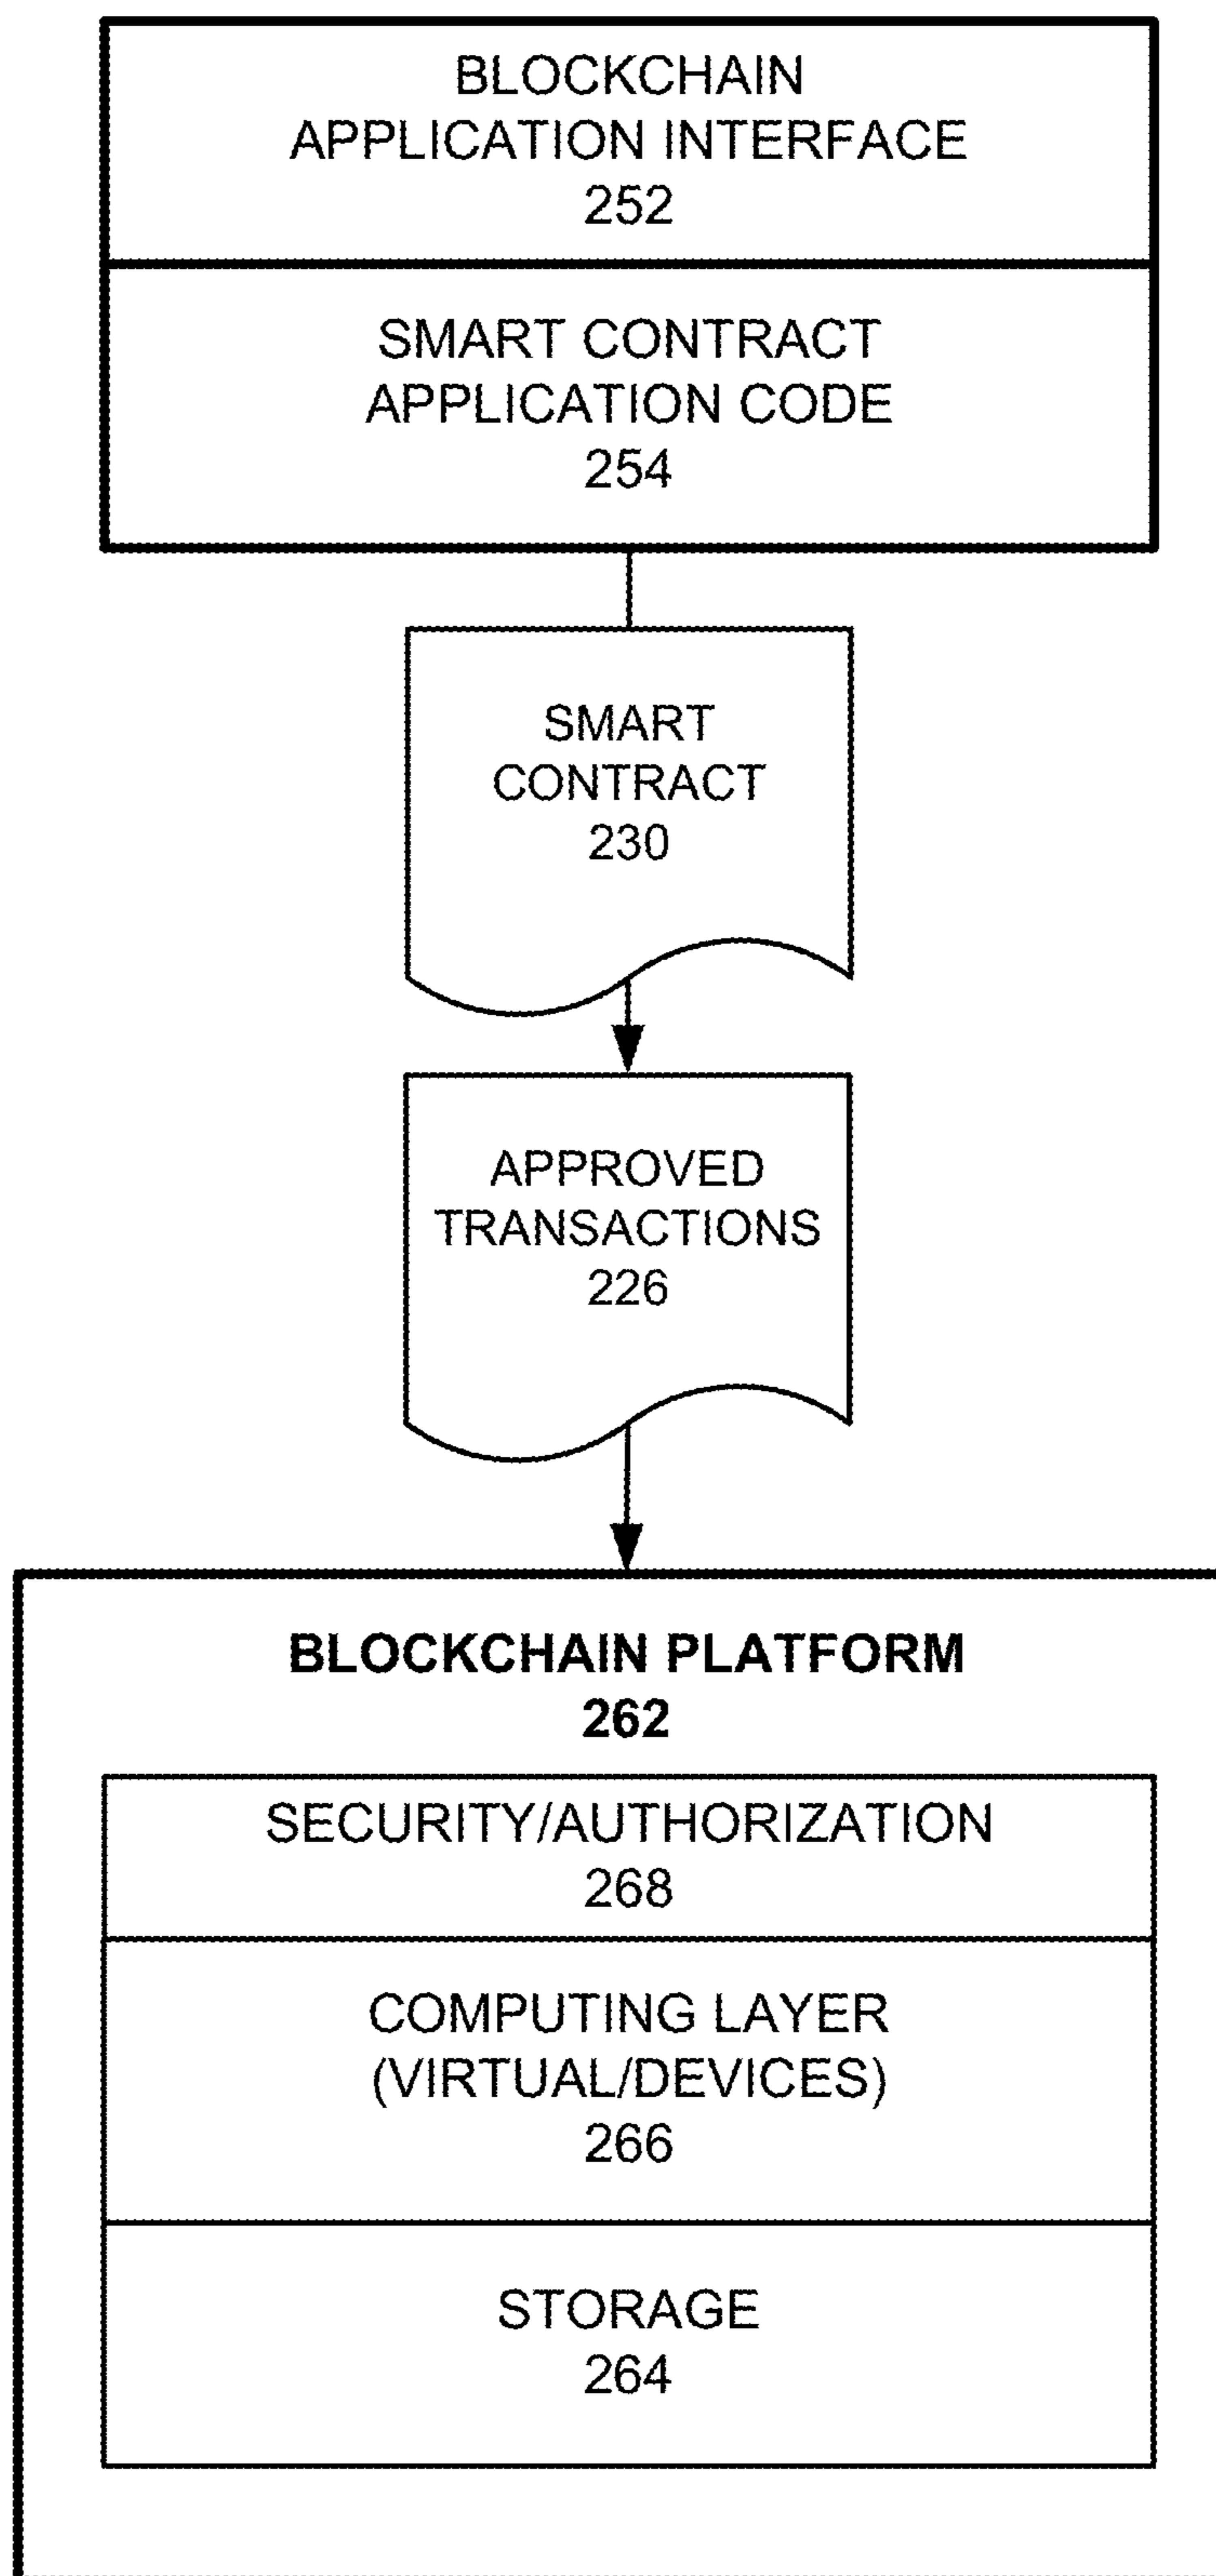 BLOCKCHAIN
APPLICATION INTERFACE
252
SMART CONTRACT
APPLICATION CODE
254
SMART
CONTRACT
230
APPROVED
TRANSACTIONS
226
BLOCKCHAIN PLATFORM
262
SECURITY/AUTHORIZATION
268
COMPUTING LAYER
(VIRTUAL/DEVICES)
266
STORAGE
264